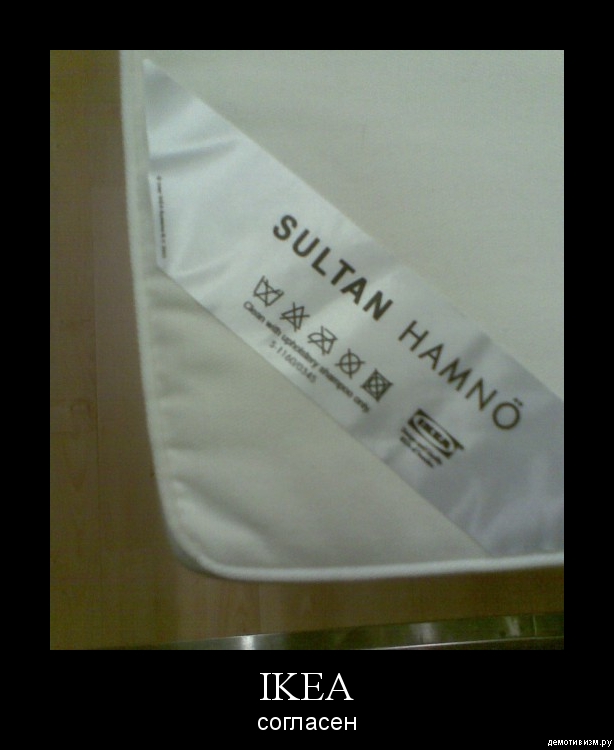 SULTAN HAMNÖ
Clean with upholstery shampoo only
IKEA
IKEA
согласен
демотивизм.ру